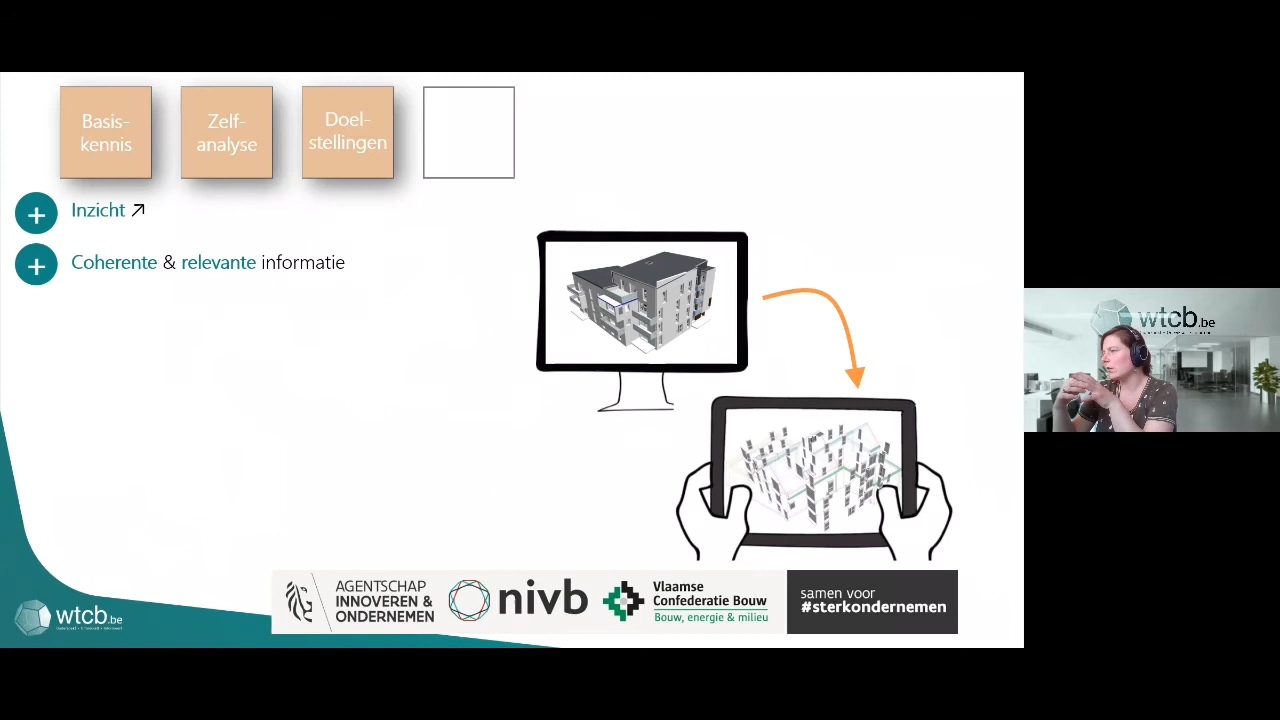 Basis-
kennis
Zelf-
analyse
Doel-
stellingen
+ Inzicht ↗
+ Coherente & relevante informatie
wtcb.be
AGENTSCHAP
INNOVEREN &
ONDERNEMEN
nivb
Vlaamse
Confederatie Bouw
Bouw, energie & milieu
samen voor
#sterkondernemen
wtcb.be